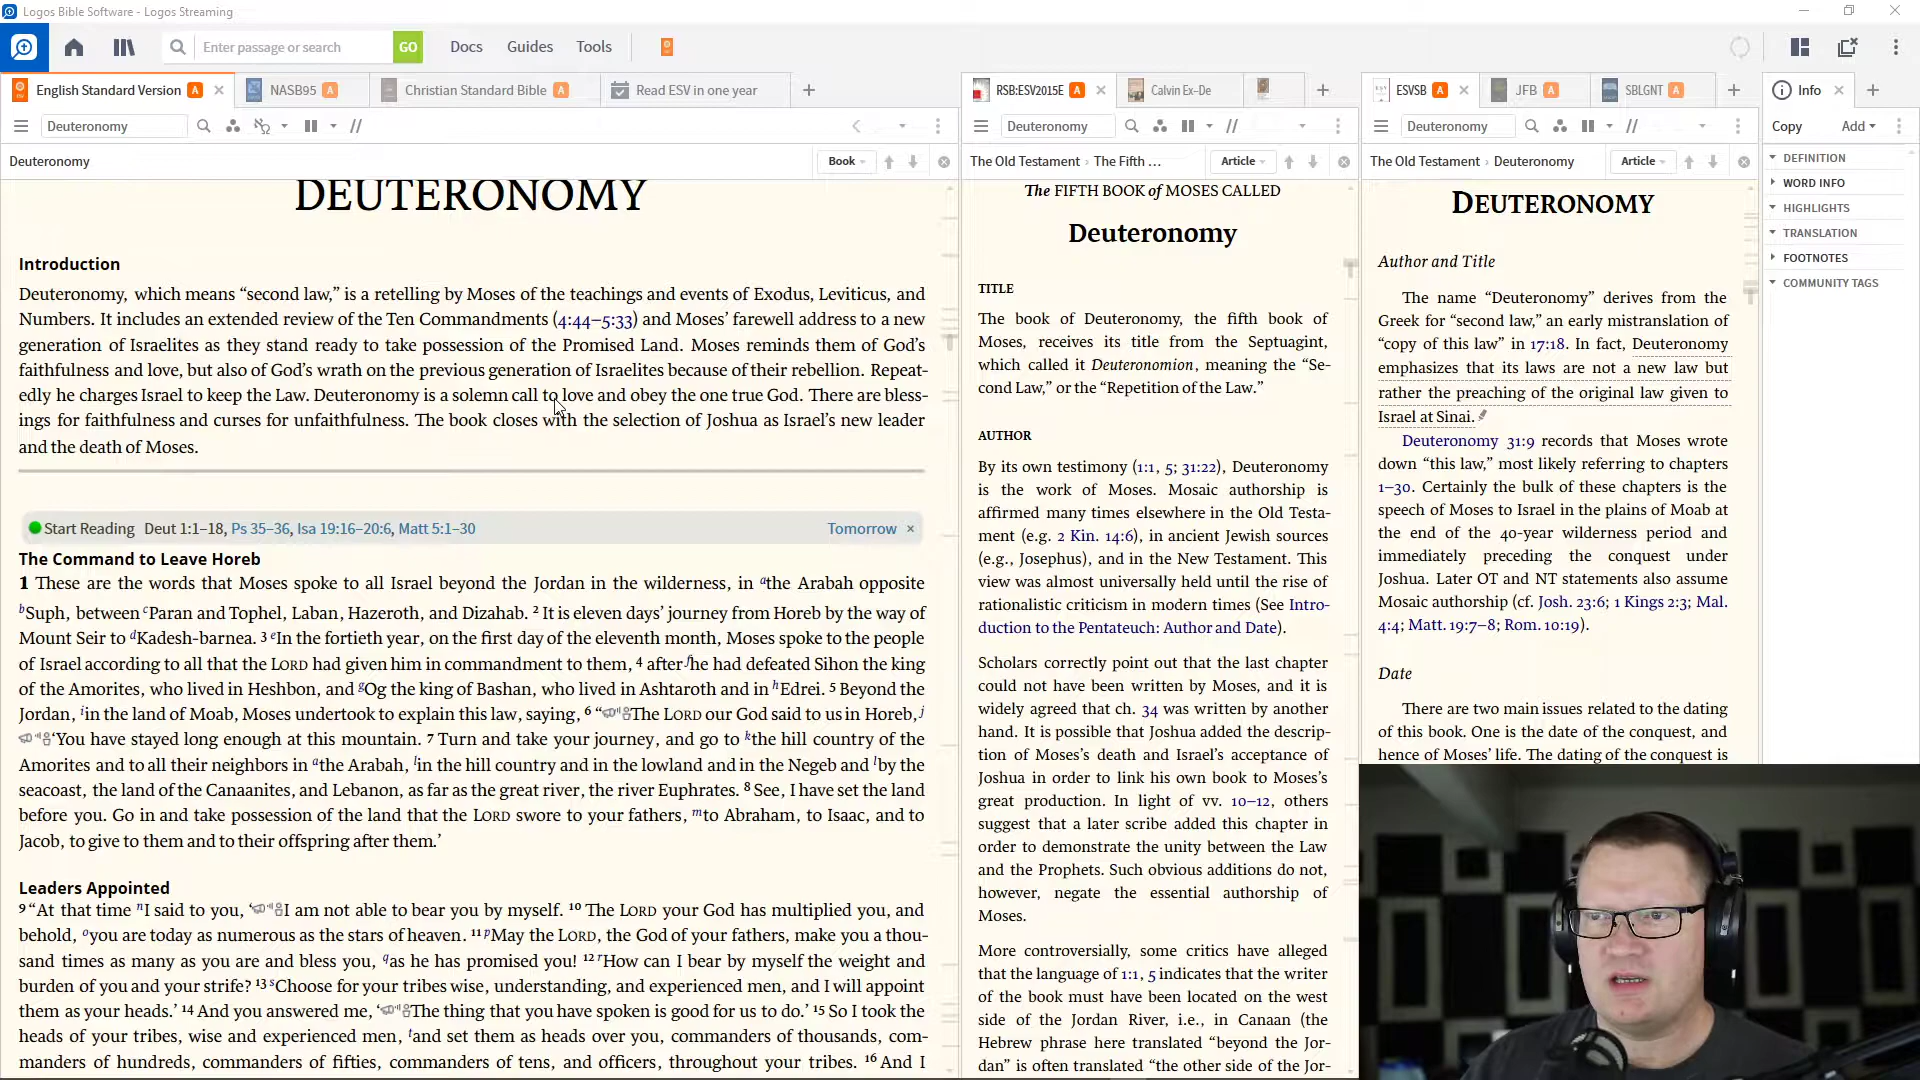 Logos Bible Software - Logos Streaming
Enter passage or search
GO
Docs
Guides
Tools
English Standard Version A
NASB95 A
Christian Standard Bible A
Read ESV in one year
Deuteronomy
Deuteronomy
Book
DEUTERONOMY
Introduction
Deuteronomy, which means “second law,” is a retelling by Moses of the teachings and events of Exodus, Leviticus, and
Numbers. It includes an extended review of the Ten Commandments (4:44–5:33) and Moses’ farewell address to a new
generation of Israelites as they stand ready to take possession of the Promised Land. Moses reminds them of God’s
faithfulness and love, but also of God’s wrath on the previous generation of Israelites because of their rebellion. Repeat-
edly he charges Israel to keep the Law. Deuteronomy is a solemn call to love and obey the one true God. There are bless-
ings for faithfulness and curses for unfaithfulness. The book closes with the selection of Joshua as Israel’s new leader
and the death of Moses.
Start Reading Deut 1:1–18, Ps 35–36, Isa 19:16–20:6, Matt 5:1–30 Tomorrow ×
The Command to Leave Horeb
1 These are the words that Moses spoke to all Israel beyond the Jordan in the wilderness, in athe Arabah opposite
bSuph, between cParan and Tophel, Laban, Hazeroth, and Dizahab. 2 It is eleven days’ journey from Horeb by the way of
Mount Seir to dKadesh-barnea. 3 eIn the fortieth year, on the first day of the eleventh month, Moses spoke to the people
of Israel according to all that the LORD had given him in commandment to them, 4 after fhe had defeated Sihon the king
of the Amorites, who lived in Heshbon, and gOg the king of Bashan, who lived in Ashtaroth and in hEdrei. 5 Beyond the
Jordan, iin the land of Moab, Moses undertook to explain this law, saying, 6 “The LORD our God said to us in Horeb, j
‘You have stayed long enough at this mountain. 7 Turn and take your journey, and go to kthe hill country of the
Amorites and to all their neighbors in athe Arabah, lin the hill country and in the lowland and in the Negeb and lby the
seacoast, the land of the Canaanites, and Lebanon, as far as the great river, the river Euphrates. 8 See, I have set the land
before you. Go in and take possession of the land that the LORD swore to your fathers, mto Abraham, to Isaac, and to
Jacob, to give to them and to their offspring after them.’
Leaders Appointed
9 “At that time nI said to you, ‘I am not able to bear you by myself. 10 The LORD your God has multiplied you, and
behold, oyou are today as numerous as the stars of heaven. 11 pMay the LORD, the God of your fathers, make you a thou-
sand times as many as you are and bless you, qas he has promised you! 12 rHow can I bear by myself the weight and
burden of you and your strife? 13 sChoose for your tribes wise, understanding, and experienced men, and I will appoint
them as your heads.’ 14 And you answered me, ‘The thing that you have spoken is good for us to do.’ 15 So I took the
heads of your tribes, wise and experienced men, tand set them as heads over you, commanders of thousands, com-
manders of hundreds, commanders of fifties, commanders of tens, and officers, throughout your tribes. 16 And I
RSB:ESV2015E A
Calvin Ex–De
Deuteronomy
The Old Testament › The Fifth …
Article
The FIFTH BOOK of MOSES CALLED
Deuteronomy
TITLE
The book of Deuteronomy, the fifth book of
Moses, receives its title from the Septuagint,
which called it Deuteronomion, meaning the “Se-
cond Law,” or the “Repetition of the Law.”
AUTHOR
By its own testimony (1:1, 5; 31:22), Deuteronomy
is the work of Moses. Mosaic authorship is
affirmed many times elsewhere in the Old Testa-
ment (e.g. 2 Kin. 14:6), in ancient Jewish sources
(e.g., Josephus), and in the New Testament. This
view was almost universally held until the rise of
rationalistic criticism in modern times (See Intro-
duction to the Pentateuch: Author and Date).
Scholars correctly point out that the last chapter
could not have been written by Moses, and it is
widely agreed that ch. 34 was written by another
hand. It is possible that Joshua added the descrip-
tion of Moses’s death and Israel’s acceptance of
Joshua in order to link his own book to Moses’s
great production. In light of vv. 10–12, others
suggest that a later scribe added this chapter in
order to demonstrate the unity between the Law
and the Prophets. Such obvious additions do not,
however, negate the essential authorship of
Moses.
More controversially, some critics have alleged
that the language of 1:1, 5 indicates that the writer
of the book must have been located on the west
side of the Jordan River, i.e., in Canaan (the
Hebrew phrase here translated “beyond the Jor-
dan” is often translated “the other side of the Jor-
ESVSB A
JFB A
SBLGNT A
Deuteronomy
The Old Testament › Deuteronomy
Article
DEUTERONOMY
Author and Title
The name “Deuteronomy” derives from the
Greek for “second law,” an early mistranslation of
“copy of this law” in 17:18. In fact, Deuteronomy
emphasizes that its laws are not a new law but
rather the preaching of the original law given to
Israel at Sinai.
Deuteronomy 31:9 records that Moses wrote
down “this law,” most likely referring to chapters
1–30. Certainly the bulk of these chapters is the
speech of Moses to Israel in the plains of Moab at
the end of the 40-year wilderness period and
immediately preceding the conquest under
Joshua. Later OT and NT statements also assume
Mosaic authorship (cf. Josh. 23:6; 1 Kings 2:3; Mal.
4:4; Matt. 19:7–8; Rom. 10:19).
Date
There are two main issues related to the dating
of this book. One is the date of the conquest, and
hence of Moses’ life. The dating of the conquest is
Info
Copy
Add
DEFINITION
WORD INFO
HIGHLIGHTS
TRANSLATION
FOOTNOTES
COMMUNITY TAGS